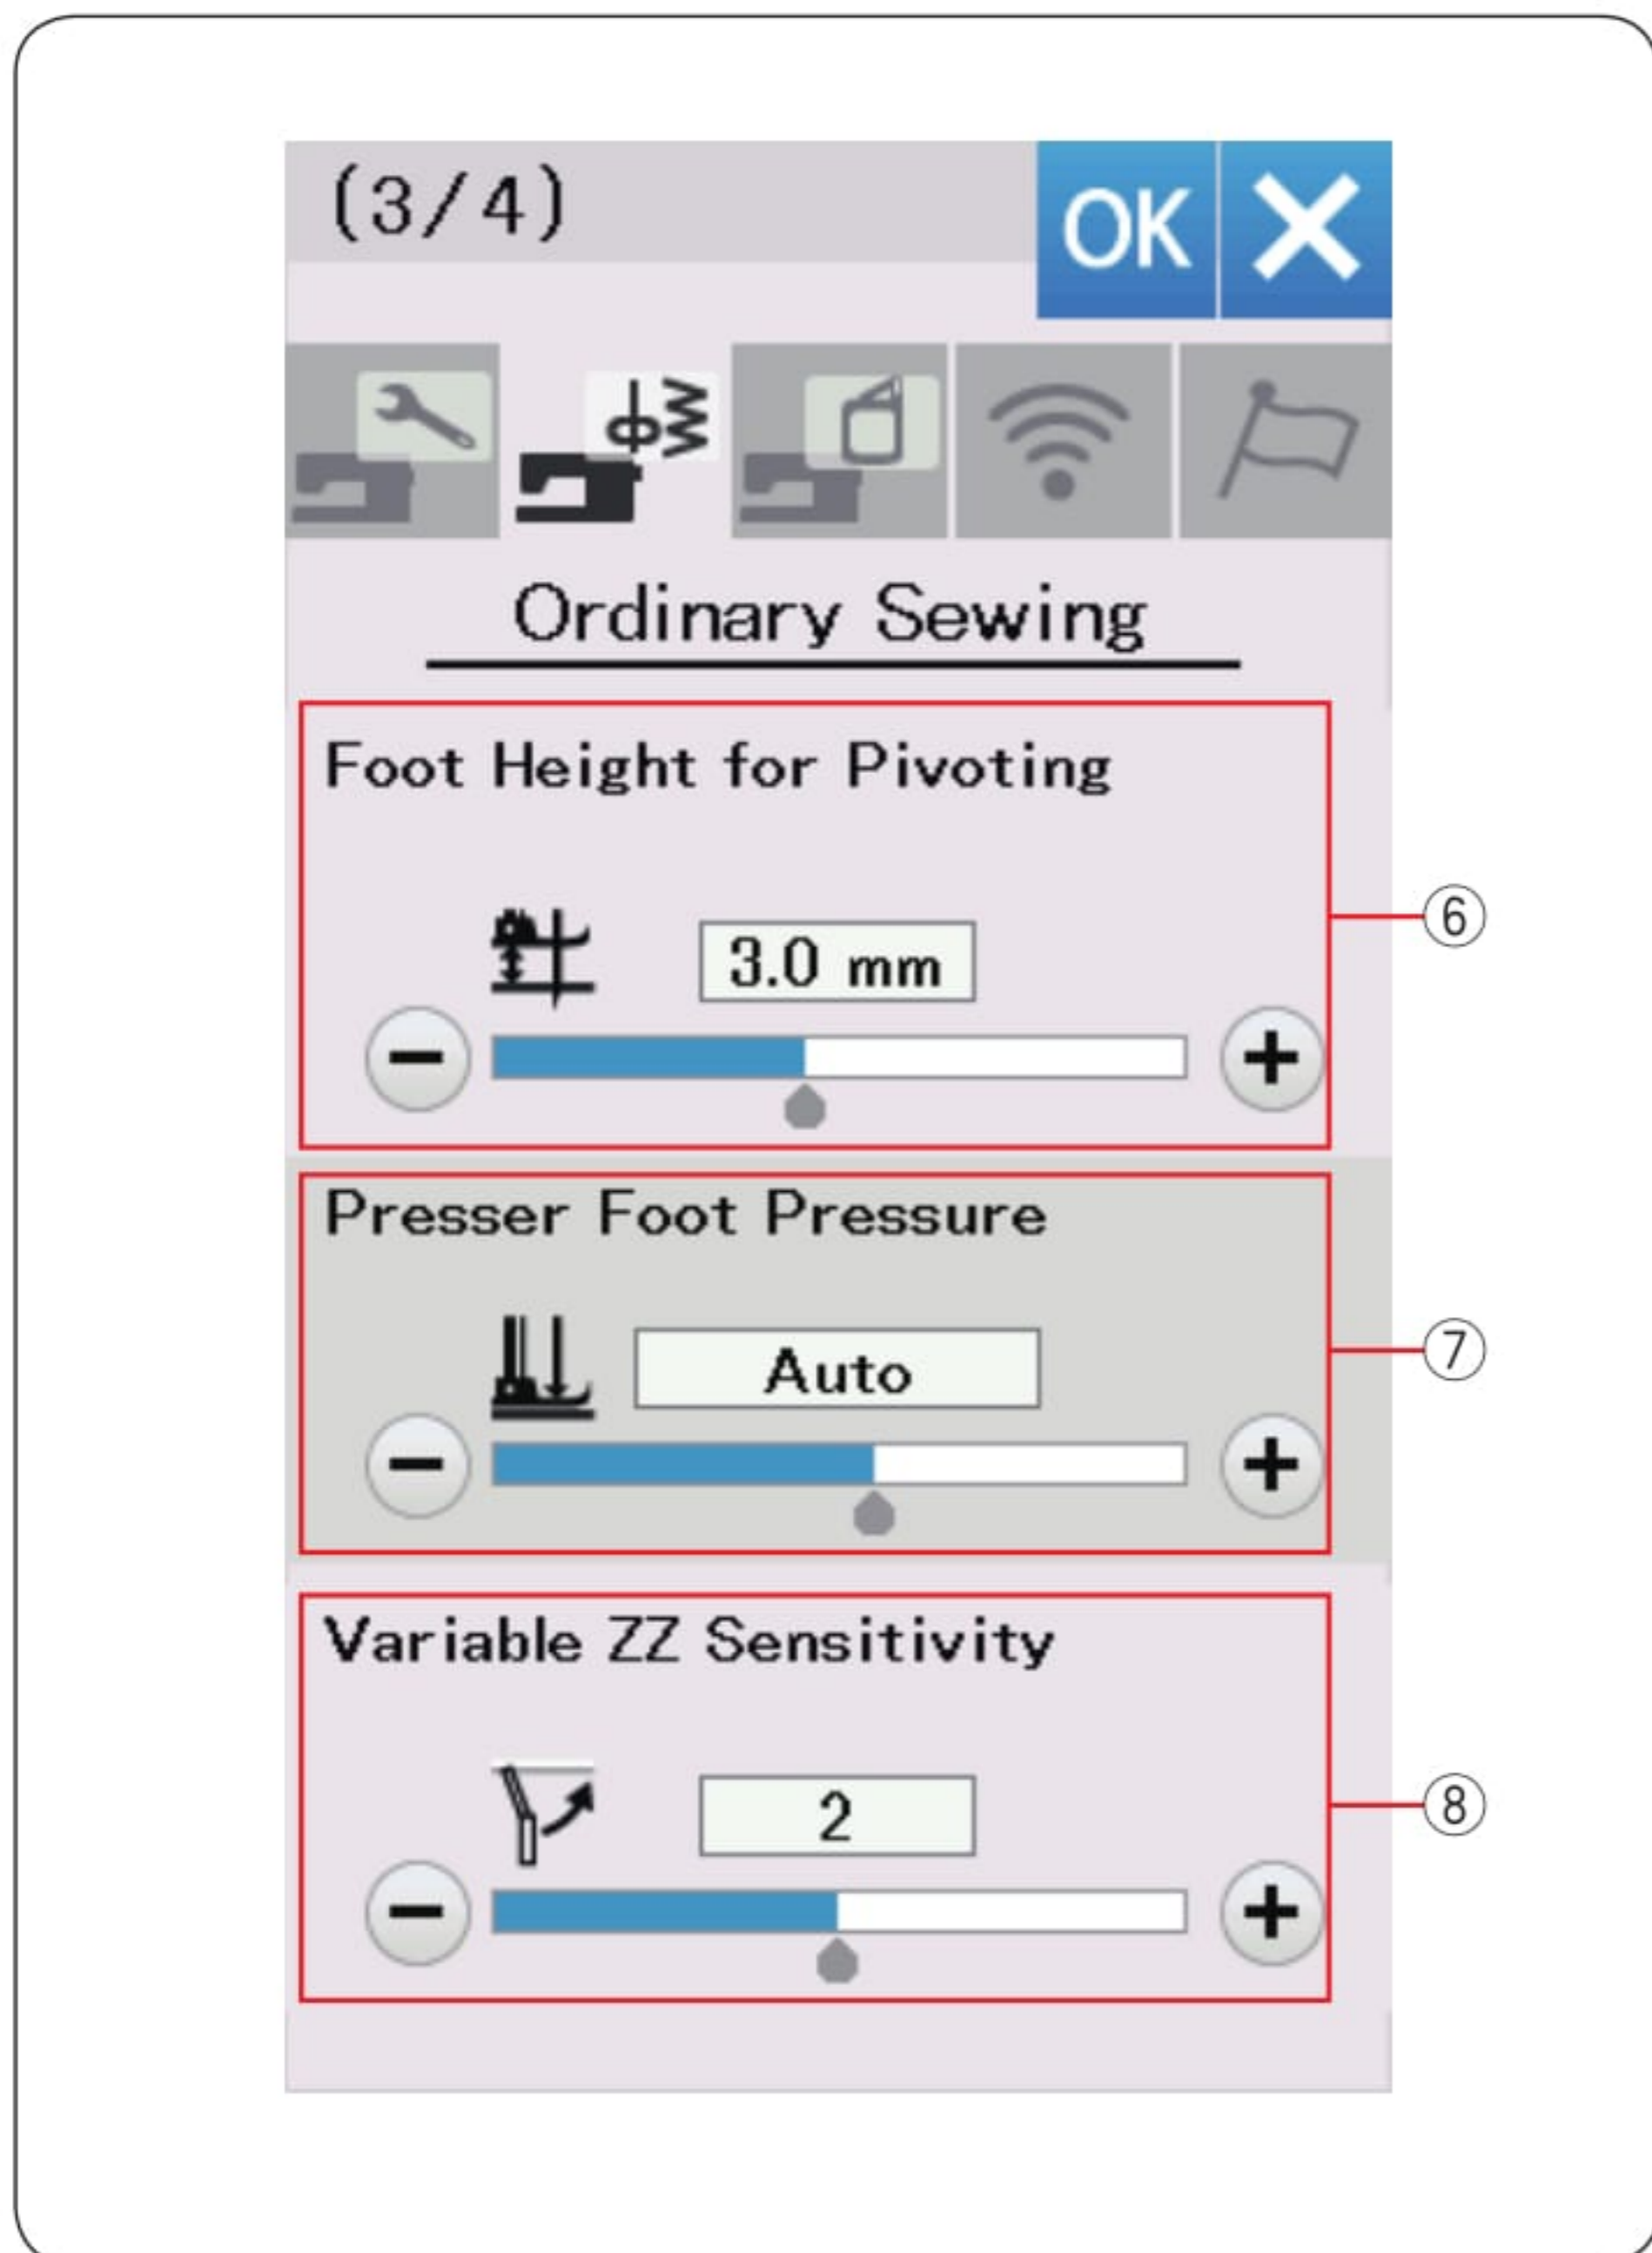 (3/4)
OK
Ordinary Sewing
Foot Height for Pivoting
3.0 mm
⑥
Presser Foot Pressure
Auto
⑦
Variable ZZ Sensitivity
2
⑧